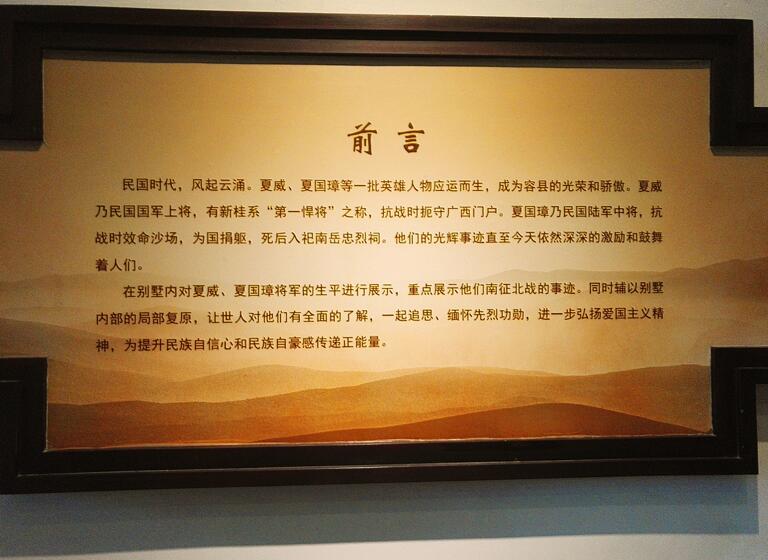 前言
民国时代，风起云涌。夏威、夏国璋等一批英雄人物应运而生，成为容县的光荣和骄傲。夏威
乃民国国军上将，有新桂系“第一悍将”之称，抗战时扼守广西门户。夏国璋乃民国陆军中将，抗
战时效命沙场，为国捐躯，死后入祀南岳忠烈祠。他们的光辉事迹直至今天依然深深的激励和鼓舞
着人们。
在别墅内对夏威、夏国璋将军的生平进行展示，重点展示他们南征北战的事迹。同时辅以别墅
内部的局部复原，让世人对他们有全面的了解，一起追思、缅怀先烈功勋，进一步弘扬爱国主义精
神，为提升民族自信心和民族自豪感传递正能量。